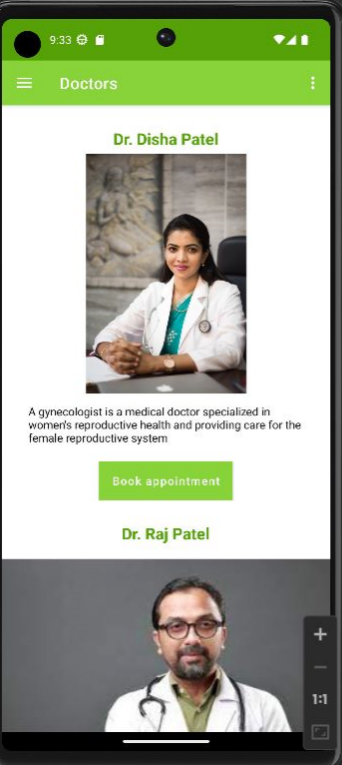 9:33
Doctors
Dr. Disha Patel
A gynecologist is a medical doctor specialized in
women's reproductive health and providing care for the
female reproductive system
Book appointment
Dr. Raj Patel
1:1